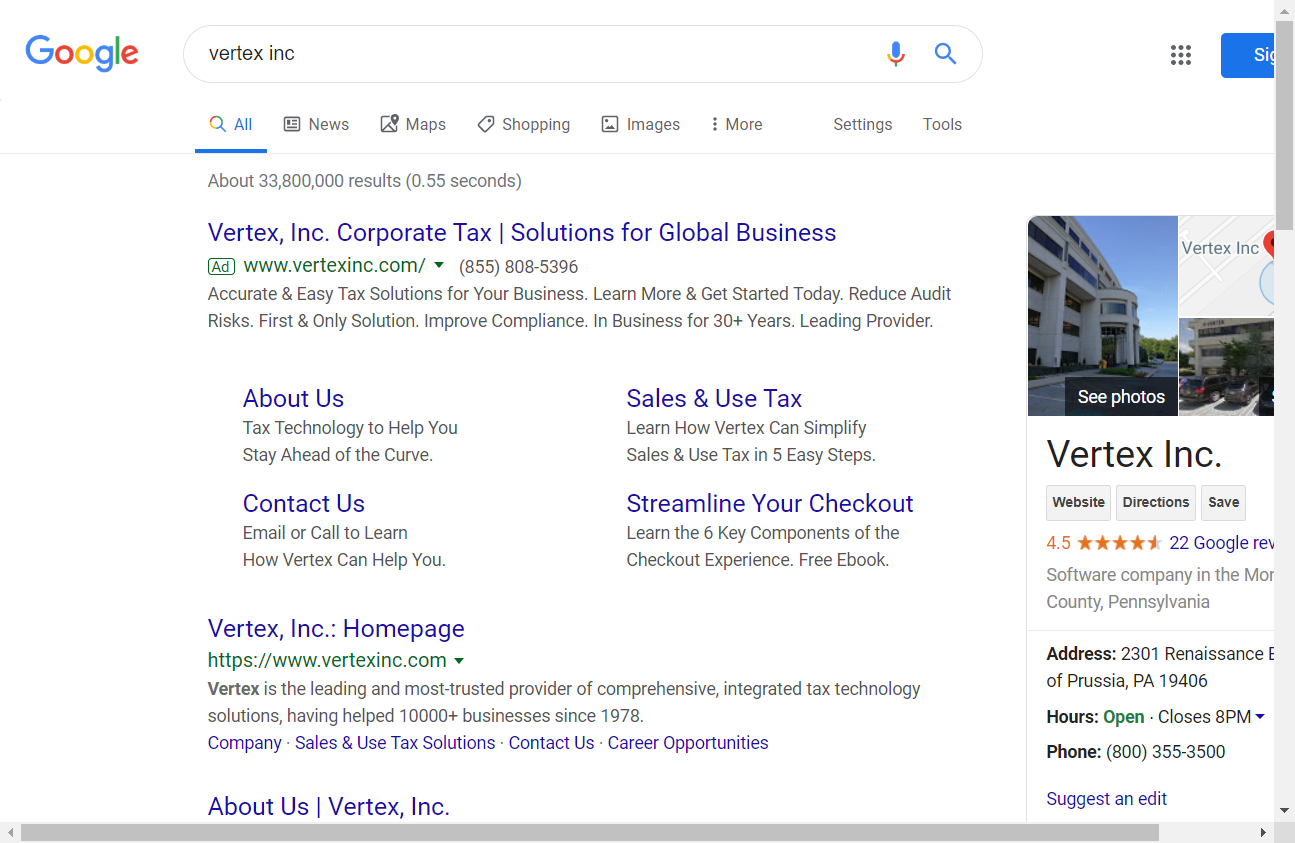 Google
vertex inc
Sig
All
News
Maps
Shopping
Images
More
Settings
Tools
About 33,800,000 results (0.55 seconds)
Vertex, Inc. Corporate Tax | Solutions for Global Business
Ad www.vertexinc.com/ (855) 808-5396
Accurate & Easy Tax Solutions for Your Business. Learn More & Get Started Today. Reduce Audit
Risks. First & Only Solution. Improve Compliance. In Business for 30+ Years. Leading Provider.
About Us
Tax Technology to Help You
Stay Ahead of the Curve.
Sales & Use Tax
Learn How Vertex Can Simplify
Sales & Use Tax in 5 Easy Steps.
Contact Us
Email or Call to Learn
How Vertex Can Help You.
Streamline Your Checkout
Learn the 6 Key Components of the
Checkout Experience. Free Ebook.
Vertex, Inc.: Homepage
https://www.vertexinc.com
Vertex is the leading and most-trusted provider of comprehensive, integrated tax technology
solutions, having helped 10000+ businesses since 1978.
Company · Sales & Use Tax Solutions · Contact Us · Career Opportunities
About Us | Vertex, Inc.
Vertex Inc
See photos
Vertex Inc.
Website
Directions
Save
4.5 22 Google rev
Software company in the Mor
County, Pennsylvania
Address: 2301 Renaissance B
of Prussia, PA 19406
Hours: Open · Closes 8PM
Phone: (800) 355-3500
Suggest an edit